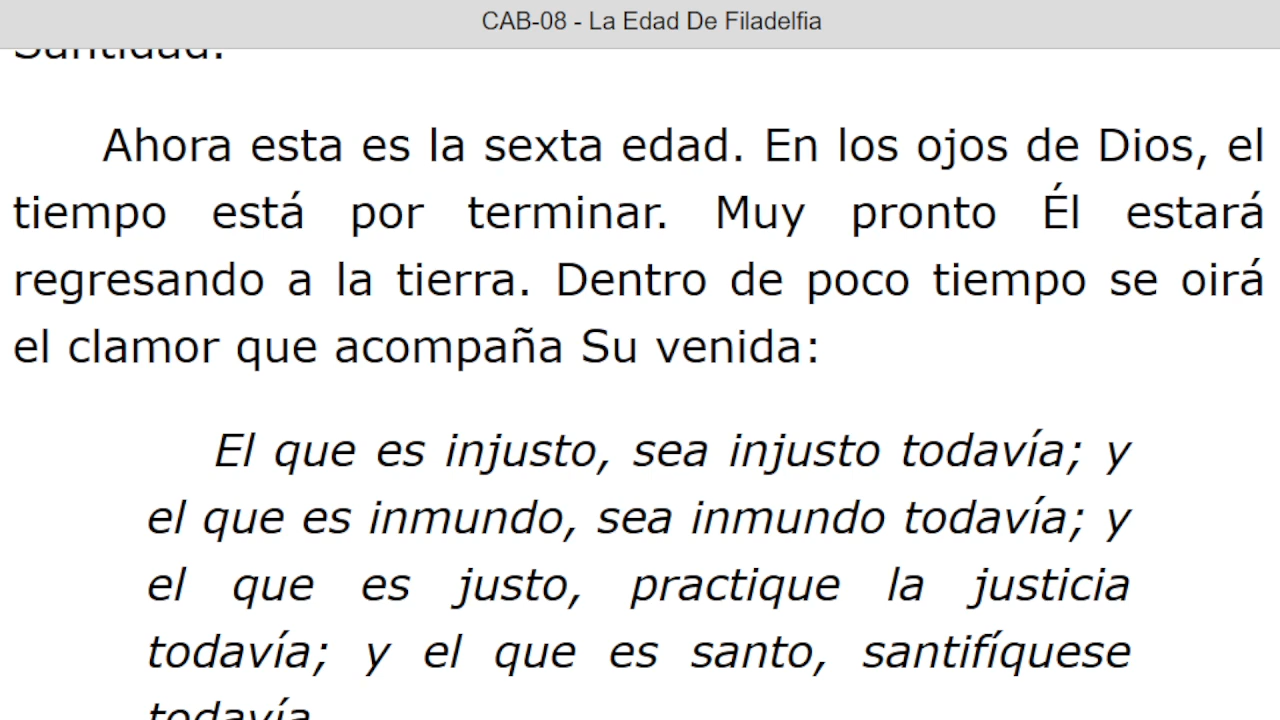 CAB-08 - La Edad De Filadelfia
Santidad.
Ahora esta es la sexta edad. En los ojos de Dios, el
tiempo está por terminar. Muy pronto Él estará
regresando a la tierra. Dentro de poco tiempo se oirá
el clamor que acompaña Su venida:
El que es injusto, sea injusto todavía; y
el que es inmundo, sea inmundo todavía; y
el que es justo, practique la justicia
todavía; y el que es santo, santifíquese
todavía